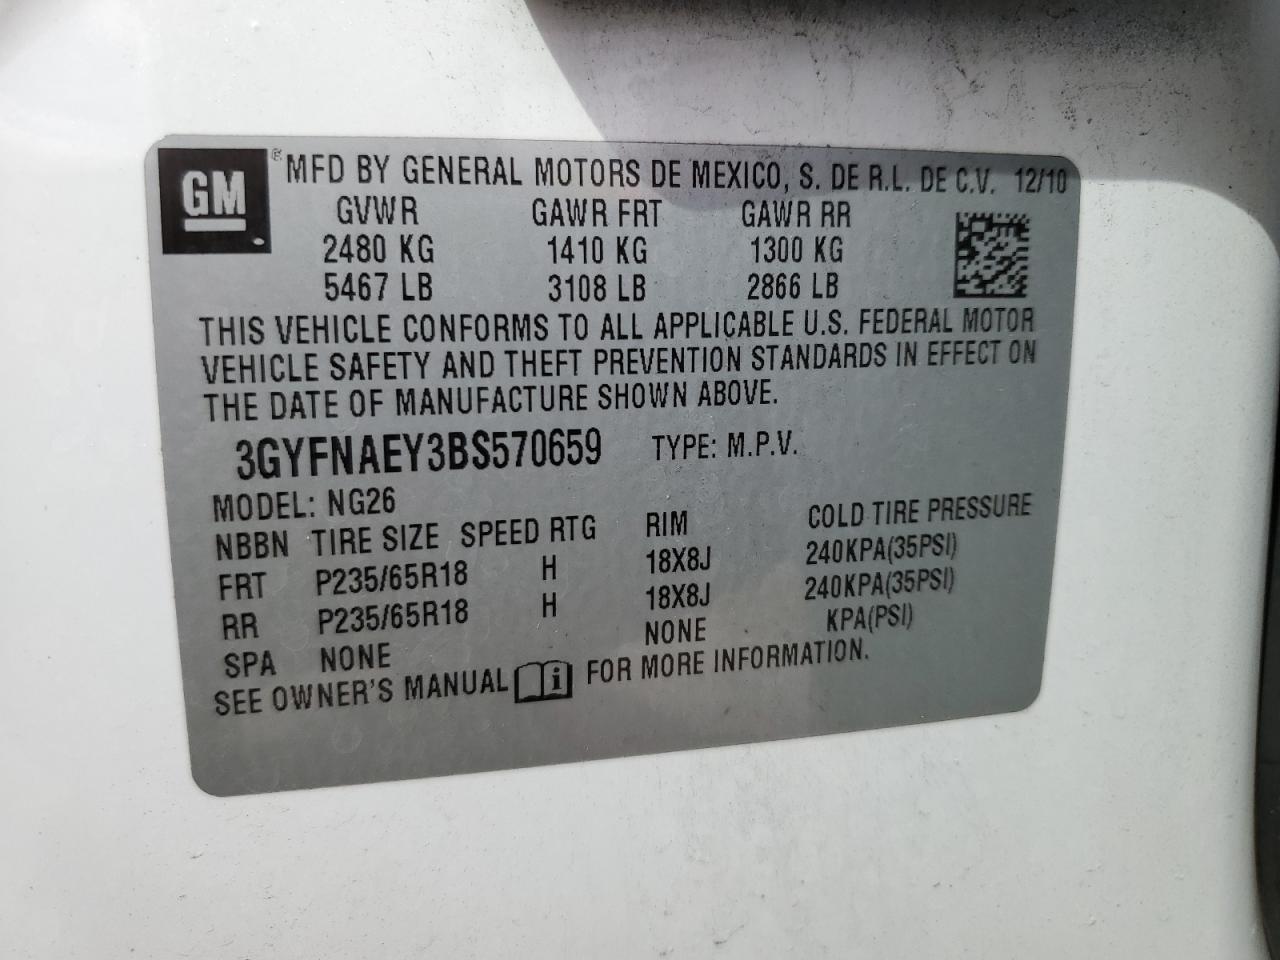 GM ® MFD BY GENERAL MOTORS DE MEXICO, S. DE R.L. DE C.V. 12/10
GVWR GAWR FRT GAWR RR
2480 KG 1410 KG 1300 KG
5467 LB 3108 LB 2866 LB
THIS VEHICLE CONFORMS TO ALL APPLICABLE U.S. FEDERAL MOTOR
VEHICLE SAFETY AND THEFT PREVENTION STANDARDS IN EFFECT ON
THE DATE OF MANUFACTURE SHOWN ABOVE.
3GYFNAEY3BS570659 TYPE: M.P.V.
MODEL: NG26
NBBN TIRE SIZE SPEED RTG RIM COLD TIRE PRESSURE
FRT P235/65R18 H 18X8J 240KPA(35PSI)
RR P235/65R18 H 18X8J 240KPA(35PSI)
SPA NONE NONE KPA(PSI)
SEE OWNER'S MANUAL i FOR MORE INFORMATION.